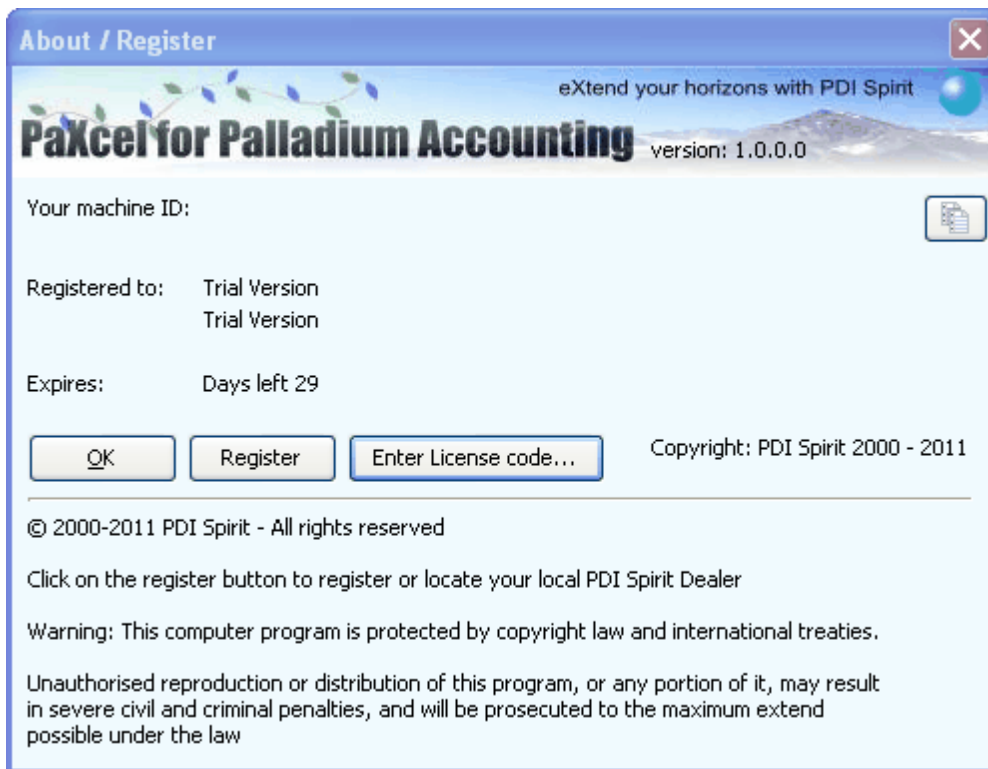 About / Register
eXtend your horizons with PDI Spirit
PaXcel for Palladium Accounting version: 1.0.0.0
Your machine ID:
Registered to: Trial Version
Trial Version
Expires: Days left 29
OK Register Enter License code... Copyright: PDI Spirit 2000 - 2011
© 2000-2011 PDI Spirit - All rights reserved
Click on the register button to register or locate your local PDI Spirit Dealer
Warning: This computer program is protected by copyright law and international treaties.
Unauthorised reproduction or distribution of this program, or any portion of it, may result
in severe civil and criminal penalties, and will be prosecuted to the maximum extend
possible under the law